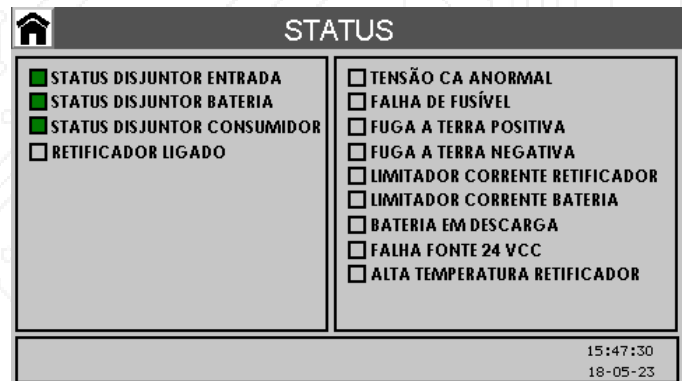 STATUS
STATUS DISJUNTOR ENTRADA
STATUS DISJUNTOR BATERIA
STATUS DISJUNTOR CONSUMIDOR
RETIFICADOR LIGADO
TENSÃO CA ANORMAL
FALHA DE FUSÍVEL
FUGA A TERRA POSITIVA
FUGA A TERRA NEGATIVA
LIMITADOR CORRENTE RETIFICADOR
LIMITADOR CORRENTE BATERIA
BATERIA EM DESCARGA
FALHA FONTE 24 VCC
ALTA TEMPERATURA RETIFICADOR
15:47:30
18-05-23